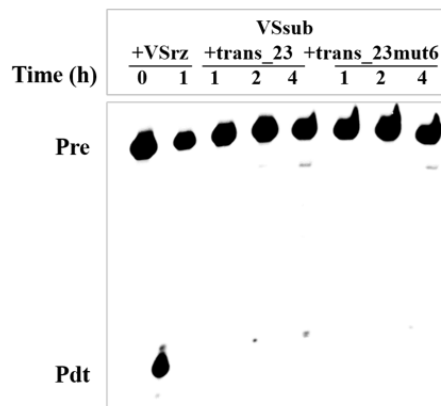 VSsub
+VSrz +trans_23 +trans_23mut6
Time (h) 0 1 1 2 4 1 2 4
Pre
Pdt